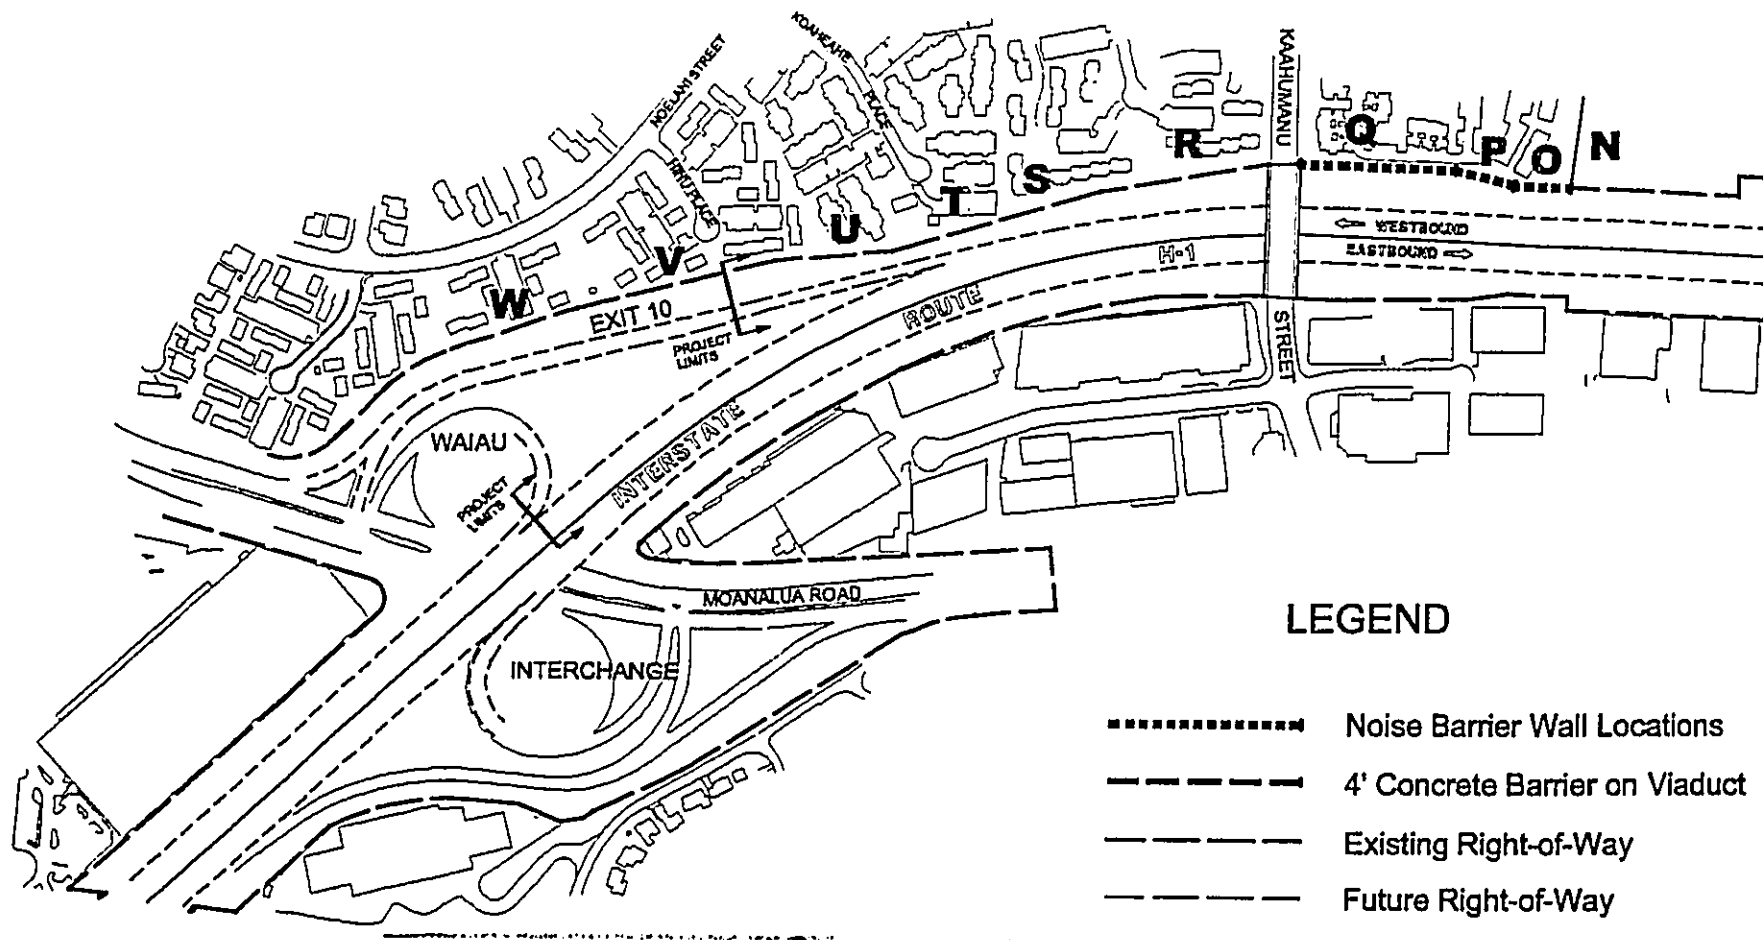 NOELANI STREET
KOAHEAHE
PLACE
KAAHUMANU
STREET
HINU PLACE
W
V
U
T
S
R
Q
P
O
N
WESTBOUND
EASTBOUND
H-1
EXIT 10
PROJECT
LIMITS
INTERSTATE
ROUTE
WAIAU
PROJECT
LIMITS
MOANALUA ROAD
INTERCHANGE
LEGEND
Noise Barrier Wall Locations
4' Concrete Barrier on Viaduct
Existing Right-of-Way
Future Right-of-Way